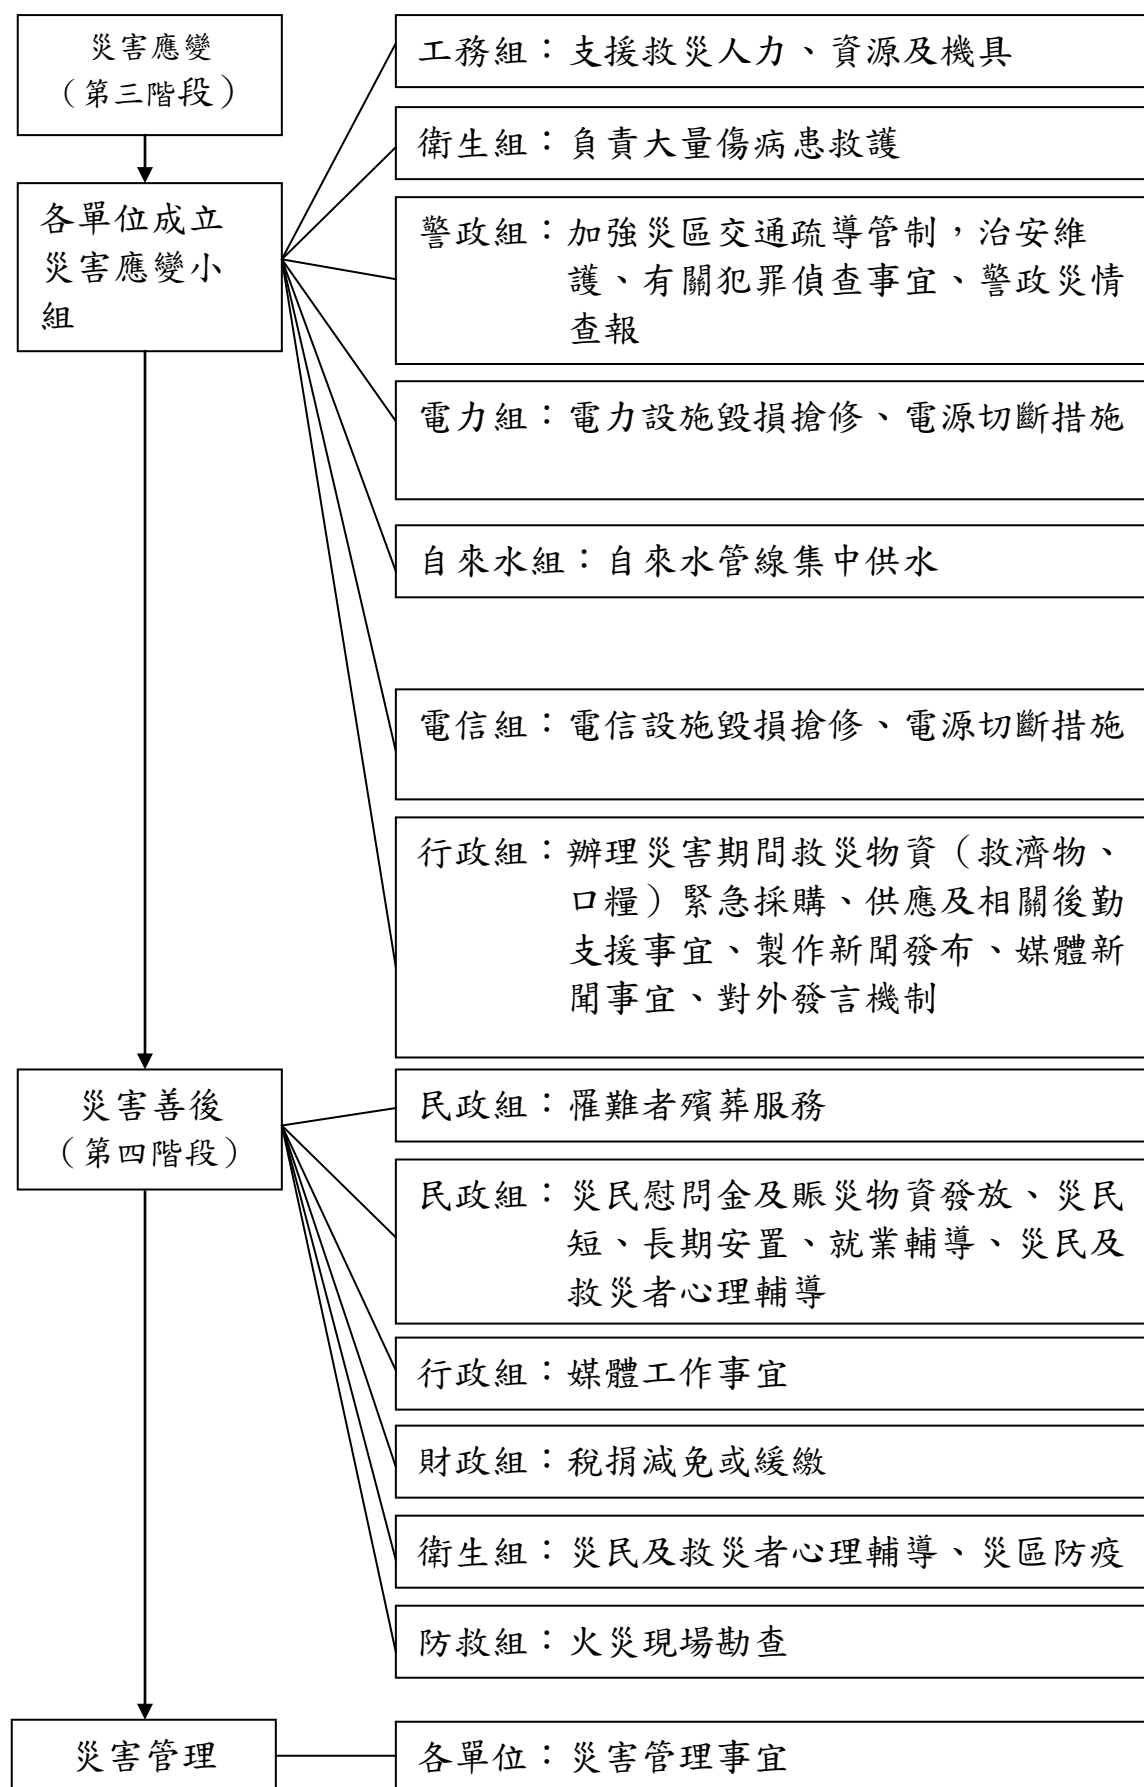 災害應變
（第三階段）
工務組：支援救災人力、資源及機具
衛生組：負責大量傷病患救護
各單位成立
災害應變小
組
警政組：加強災區交通疏導管制，治安維
護、有關犯罪偵查事宜、警政災情
查報
電力組：電力設施毀損搶修、電源切斷措施
自來水組：自來水管線集中供水
電信組：電信設施毀損搶修、電源切斷措施
行政組：辦理災害期間救災物資（救濟物、
口糧）緊急採購、供應及相關後勤
支援事宜、製作新聞發布、媒體新
聞事宜、對外發言機制
災害善後
（第四階段）
民政組：罹難者殯葬服務
民政組：災民慰問金及賑災物資發放、災民
短、長期安置、就業輔導、災民及
救災者心理輔導
行政組：媒體工作事宜
財政組：稅捐減免或緩繳
衛生組：災民及救災者心理輔導、災區防疫
防救組：火災現場勘查
災害管理
各單位：災害管理事宜